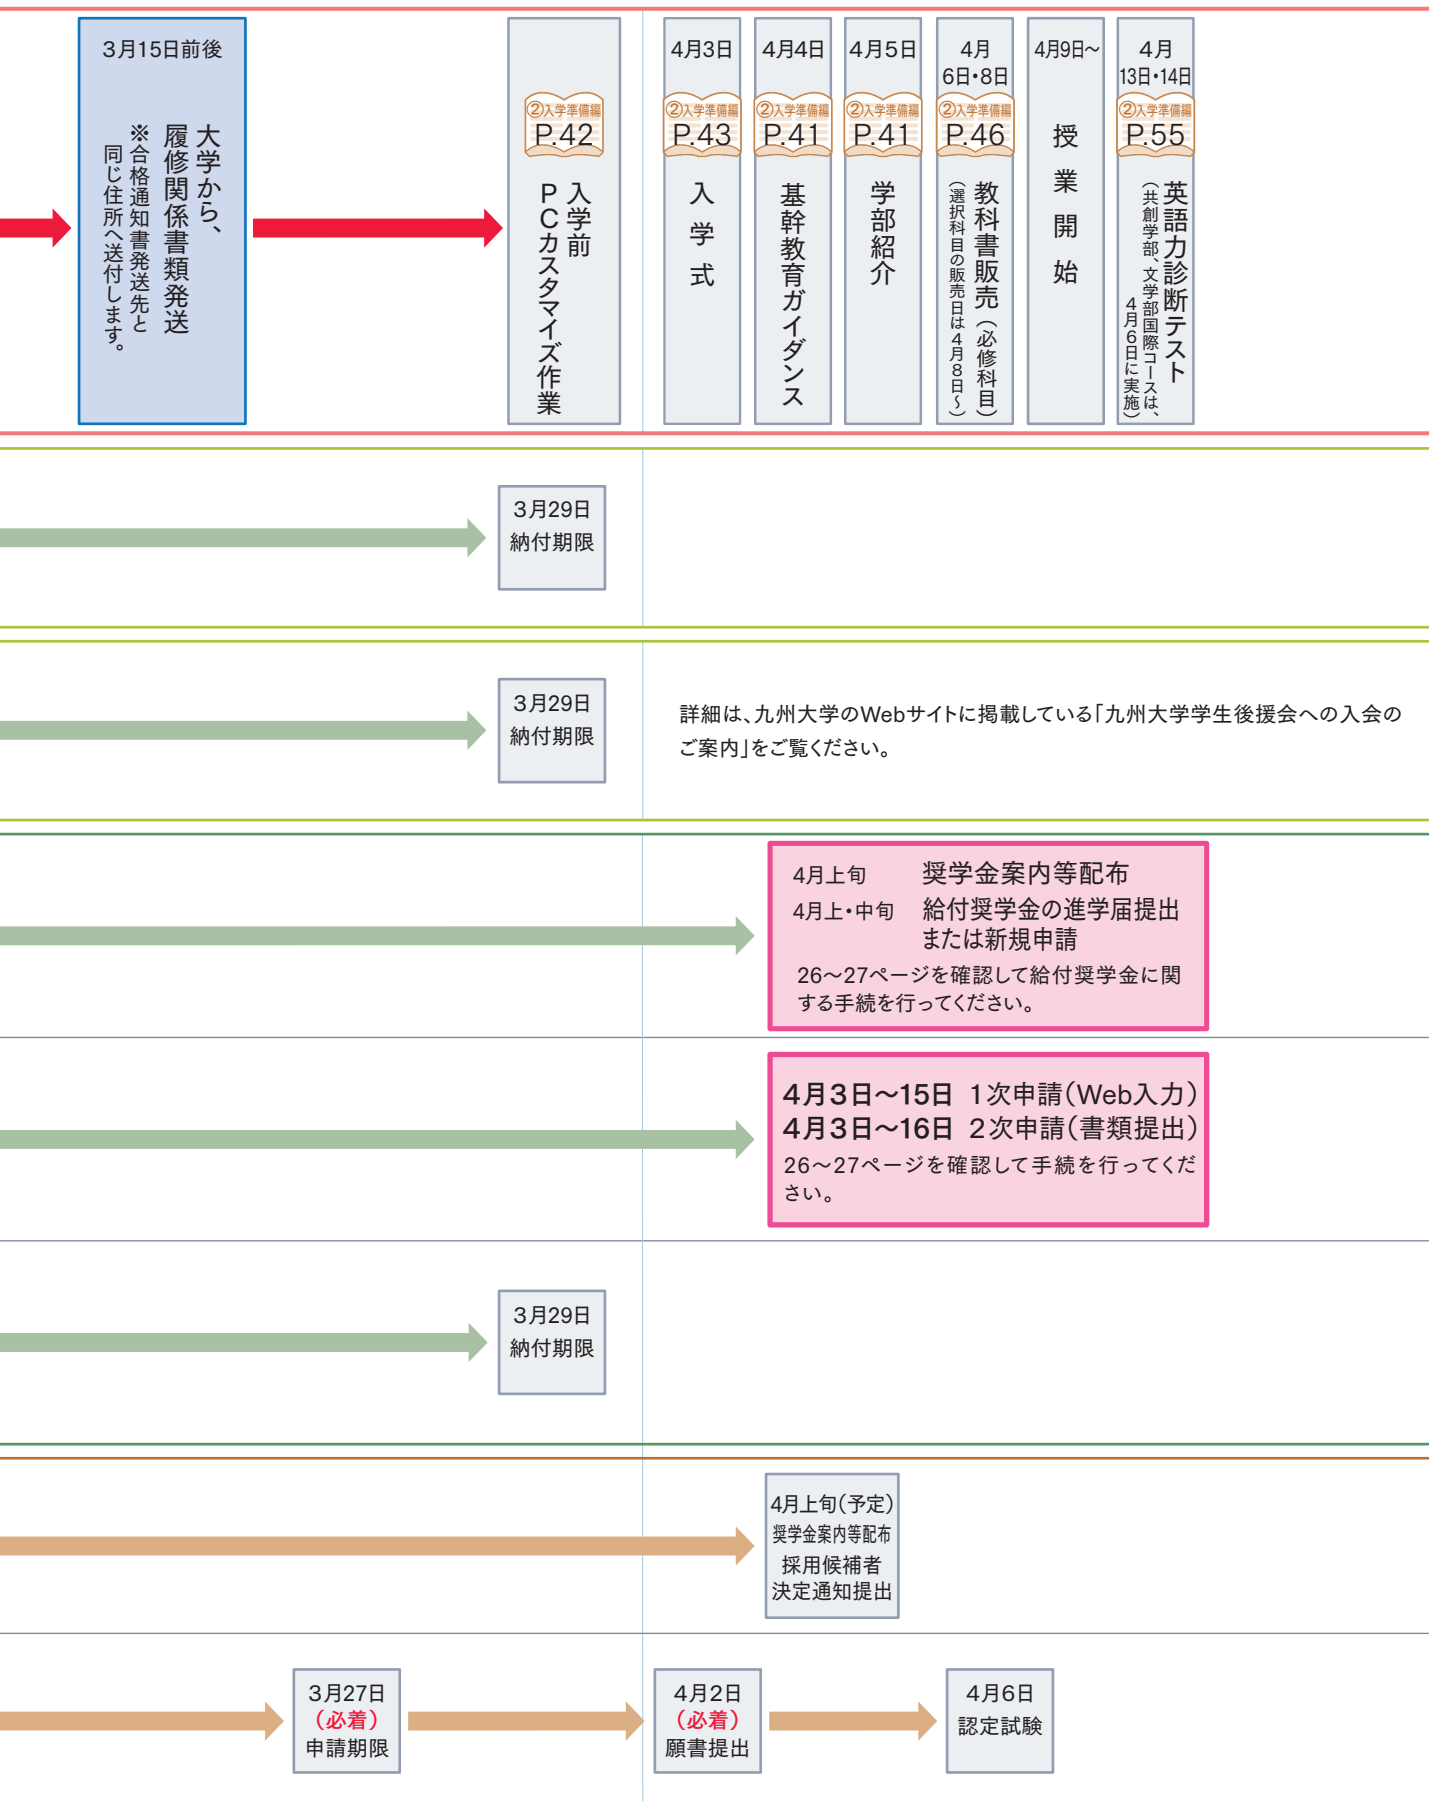 3月15日前後
大学から、
履修関係書類発送
※合格通知書発送先と
同じ住所へ送付します。
②入学準備編
P.42
入学前
PCカスタマイズ作業
4月3日
②入学準備編
P.43
入学式
4月4日
②入学準備編
P.41
基幹教育ガイダンス
4月5日
②入学準備編
P.41
学部紹介
4月
6日・8日
②入学準備編
P.46
教科書販売(必修科目)
(選択科目の販売日は4月8日~)
4月9日~
授業開始
4月
13日・14日
②入学準備編
P.55
英語力診断テスト
(共創学部、文学部国際コースは、
4月6日に実施)
3月29日
納付期限
3月29日
納付期限
詳細は、九州大学のWebサイトに掲載している「九州大学学生後援会への入会の
ご案内」をご覧ください。
4月上旬 奨学金案内等配布
4月上・中旬 給付奨学金の進学届提出
または新規申請
26~27ページを確認して給付奨学金に関
する手続を行ってください。
4月3日~15日 1次申請(Web入力)
4月3日~16日 2次申請(書類提出)
26~27ページを確認して手続を行ってくだ
さい。
3月29日
納付期限
4月上旬(予定)
奨学金案内等配布
採用候補者
決定通知提出
3月27日
(必着)
申請期限
4月2日
(必着)
願書提出
4月6日
認定試験